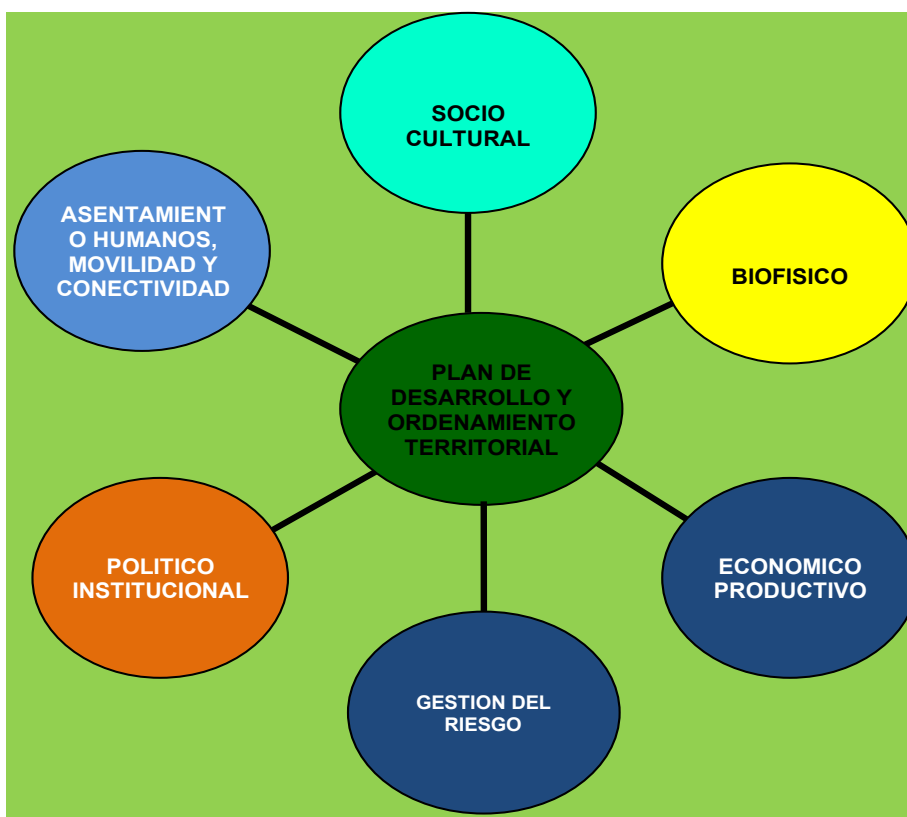 SOCIO
CULTURAL
ASENTAMIENT
O HUMANOS,
MOVILIDAD Y
CONECTIVIDAD
BIOFISICO
PLAN DE
DESARROLLO Y
ORDENAMIENTO
TERRITORIAL
POLITICO
INSTITUCIONAL
ECONOMICO
PRODUCTIVO
GESTION DEL
RIESGO